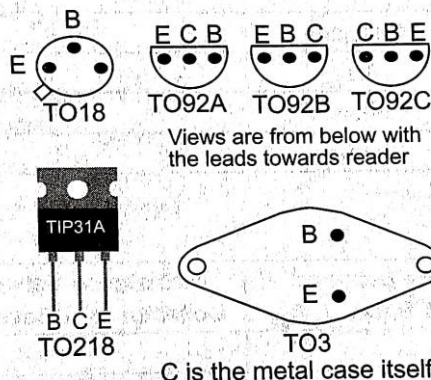 B
E
TO18
E C B
TO92A
E B C
TO92B
C B E
TO92C
Views are from below with
the leads towards reader
TIP31A
B C E
TO218
B
E
TO3
C is the metal case itself